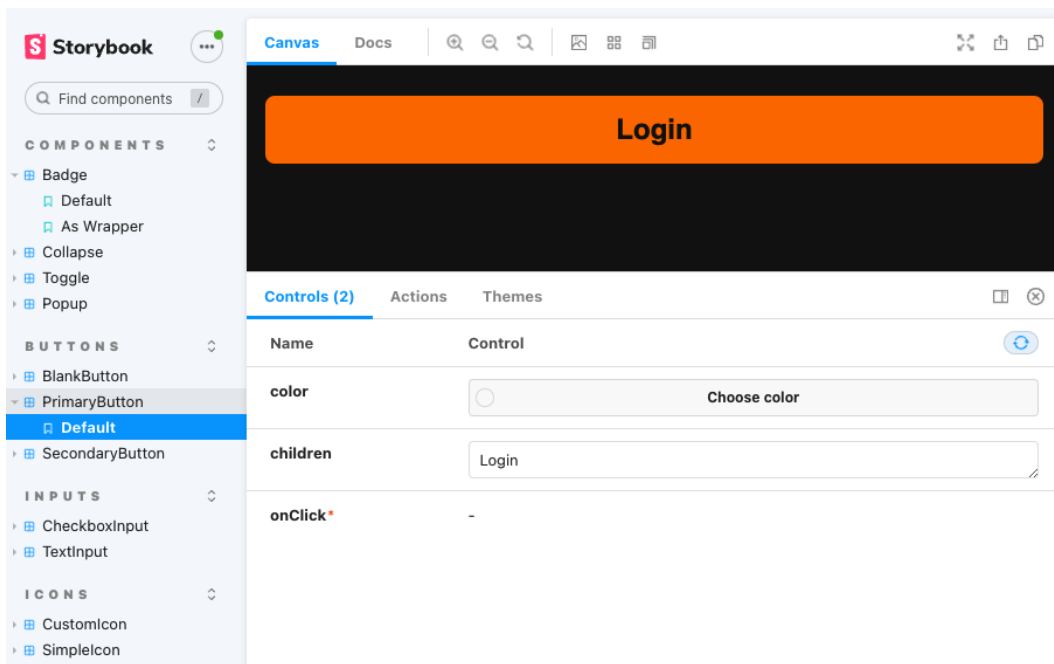 Storybook
Find components /
COMPONENTS
Badge
Default
As Wrapper
Collapse
Toggle
Popup
BUTTONS
BlankButton
PrimaryButton
Default
SecondaryButton
INPUTS
CheckboxInput
TextInput
ICONS
CustomIcon
SimpleIcon
Canvas Docs
Login
Controls (2) Actions Themes
Name Control
color Choose color
children Login
onClick* -